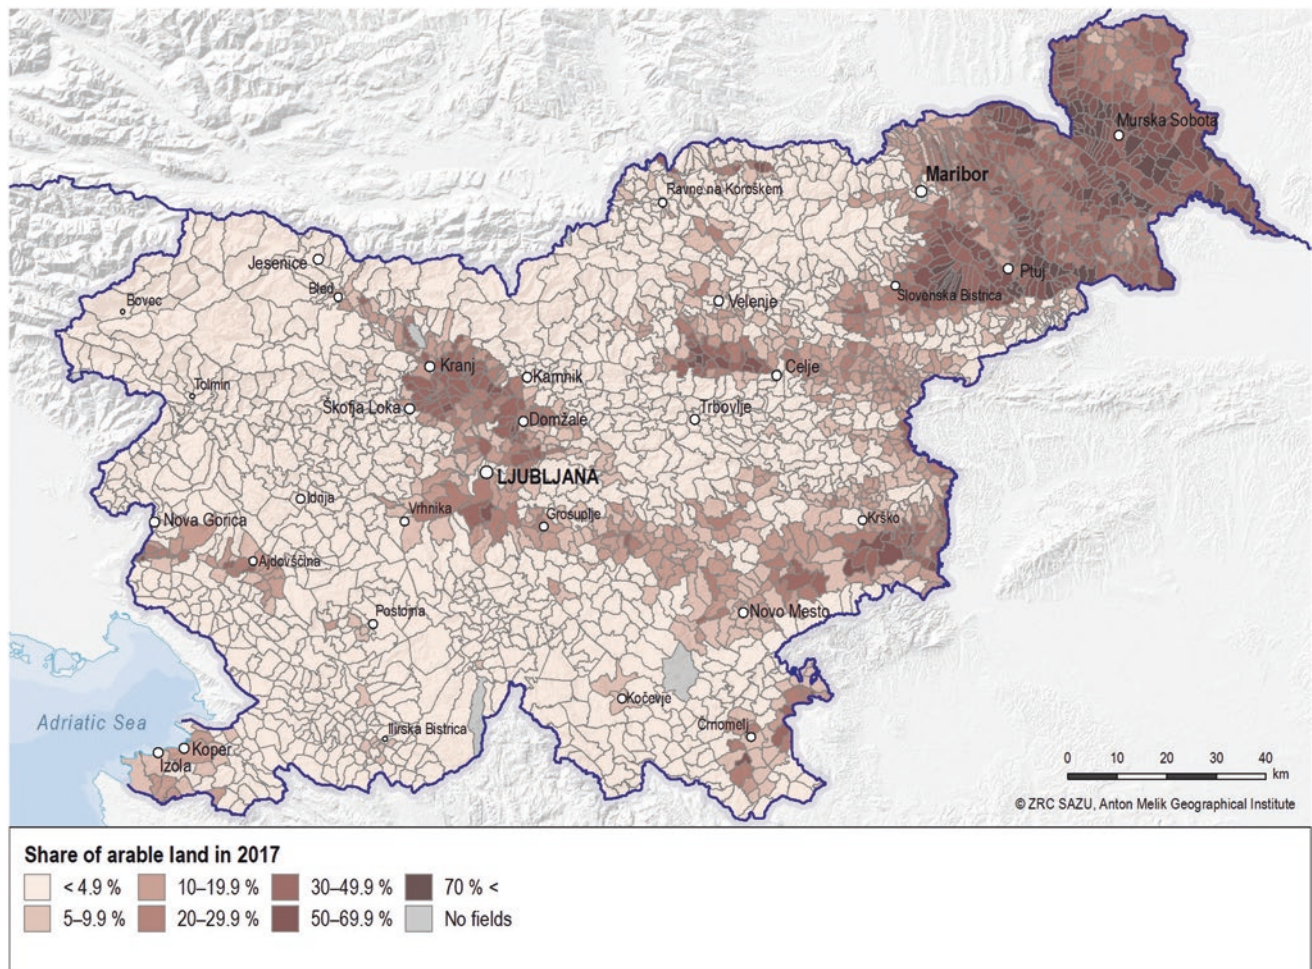 Murska Sobota
Maribor
Ravne na Koroškem
Jesenice
Bled
Bovec
Ptuj
Slovenska Bistrica
Velenje
Kranj
Kamnik
Celje
Tolmin
Škofja Loka
Domžale
Trbovlje
LJUBLJANA
Idrija
Vrhnika
Nova Gorica
Grosuplje
Krško
Ajdovščina
Postojna
Novo Mesto
Kočevje
Adriatic Sea
Ilirska Bistrica
Črnomelj
Koper
Izola
0 10 20 30 40
km
© ZRC SAZU, Anton Melik Geographical Institute
Share of arable land in 2017
< 4.9 % 10–19.9 % 30–49.9 % 70 % <
5–9.9 % 20–29.9 % 50–69.9 % No fields